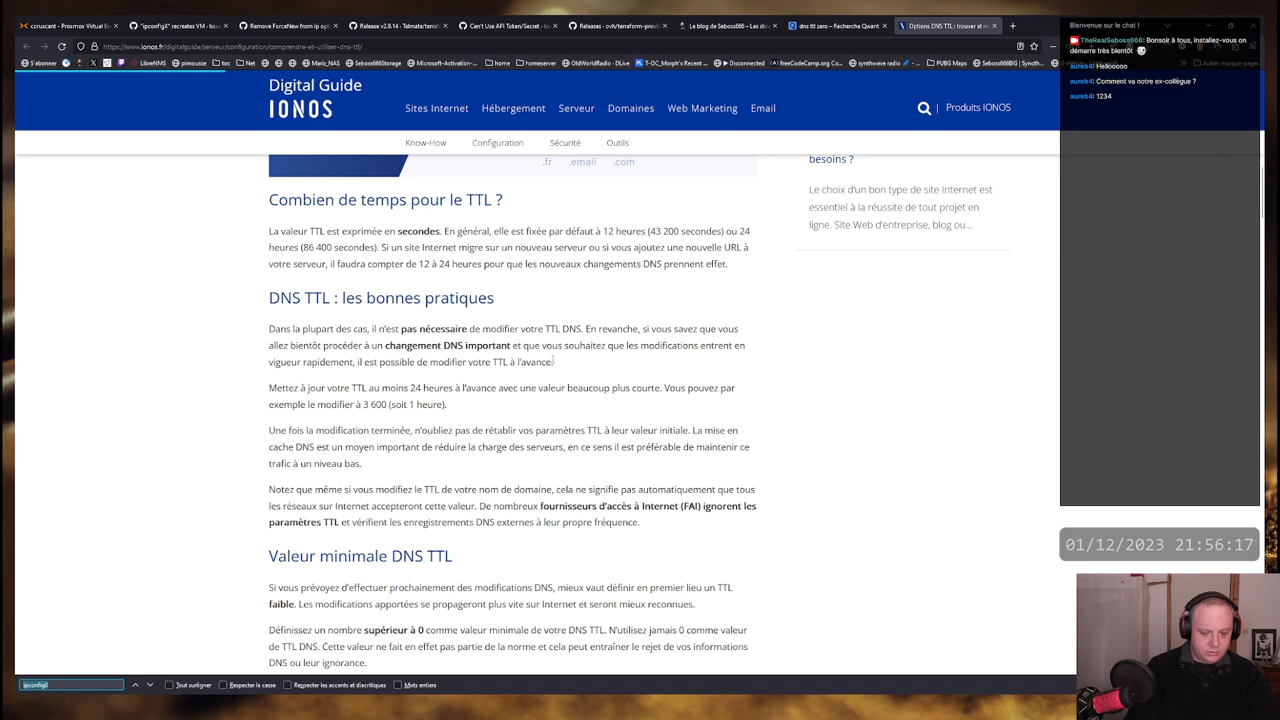 coruscant - Proxmox Virtual En
"ipconfigX" recreates VM · Issu
Remove ForceNew from ip opti
Release v2.9.14 · Telmate/terraf
Can't Use API Token/Secret · Iss
Releases · ovh/terraform-provi
Le blog de Seboss666 – Les div
dns ttl zero – Recherche Qwant
Options DNS TTL : trouver et m
https://www.ionos.fr/digitalguide/serveur/configuration/comprendre-et-utiliser-dns-ttl/
S'abonner
LibreNMS
pimousse
toc
Net
Mariz_NAS
Seboss666Storage
Microsoft-Activation-
home
homeserver
OldWorldRadio - DLive
T-DC_Morph's Recent
Disconnected
freeCodeCamp.org Co
synthwave radio
PUBG Maps
Seboss666BIG | Synchr
Autres marque-pages
Digital Guide
IONOS
Sites Internet
Hébergement
Serveur
Domaines
Web Marketing
Email
Produits IONOS
Know-How
Configuration
Sécurité
Outils
.fr .email .com
besoins ?
Le choix d'un bon type de site Internet est
essentiel à la réussite de tout projet en
ligne. Site Web d'entreprise, blog ou...
Combien de temps pour le TTL ?
La valeur TTL est exprimée en secondes. En général, elle est fixée par défaut à 12 heures (43 200 secondes) ou 24
heures (86 400 secondes). Si un site Internet migre sur un nouveau serveur ou si vous ajoutez une nouvelle URL à
votre serveur, il faudra compter de 12 à 24 heures pour que les nouveaux changements DNS prennent effet.
DNS TTL : les bonnes pratiques
Dans la plupart des cas, il n'est pas nécessaire de modifier votre TTL DNS. En revanche, si vous savez que vous
allez bientôt procéder à un changement DNS important et que vous souhaitez que les modifications entrent en
vigueur rapidement, il est possible de modifier votre TTL à l'avance.
Mettez à jour votre TTL au moins 24 heures à l'avance avec une valeur beaucoup plus courte. Vous pouvez par
exemple le modifier à 3 600 (soit 1 heure).
Une fois la modification terminée, n'oubliez pas de rétablir vos paramètres TTL à leur valeur initiale. La mise en
cache DNS est un moyen important de réduire la charge des serveurs, en ce sens il est préférable de maintenir ce
trafic à un niveau bas.
Notez que même si vous modifiez le TTL de votre nom de domaine, cela ne signifie pas automatiquement que tous
les réseaux sur Internet accepteront cette valeur. De nombreux fournisseurs d'accès à Internet (FAI) ignorent les
paramètres TTL et vérifient les enregistrements DNS externes à leur propre fréquence.
Valeur minimale DNS TTL
Si vous prévoyez d'effectuer prochainement des modifications DNS, mieux vaut définir en premier lieu un TTL
faible. Les modifications apportées se propageront plus vite sur Internet et seront mieux reconnues.
Définissez un nombre supérieur à 0 comme valeur minimale de votre DNS TTL. N'utilisez jamais 0 comme valeur
de TTL DNS. Cette valeur ne fait en effet pas partie de la norme et cela peut entraîner le rejet de vos informations
DNS ou leur ignorance.
ipconfig0
Tout surligner
Respecter la casse
Respecter les accents et diacritiques
Mots entiers
Bienvenue sur le chat !
TheRealSeboss666: Bonsoir à tous, installez-vous on
démarre très bientôt
aureb4: Hellooooo
aureb4: Comment va notre ex-collègue ?
aureb4: 1234
01/12/2023 21:56:17